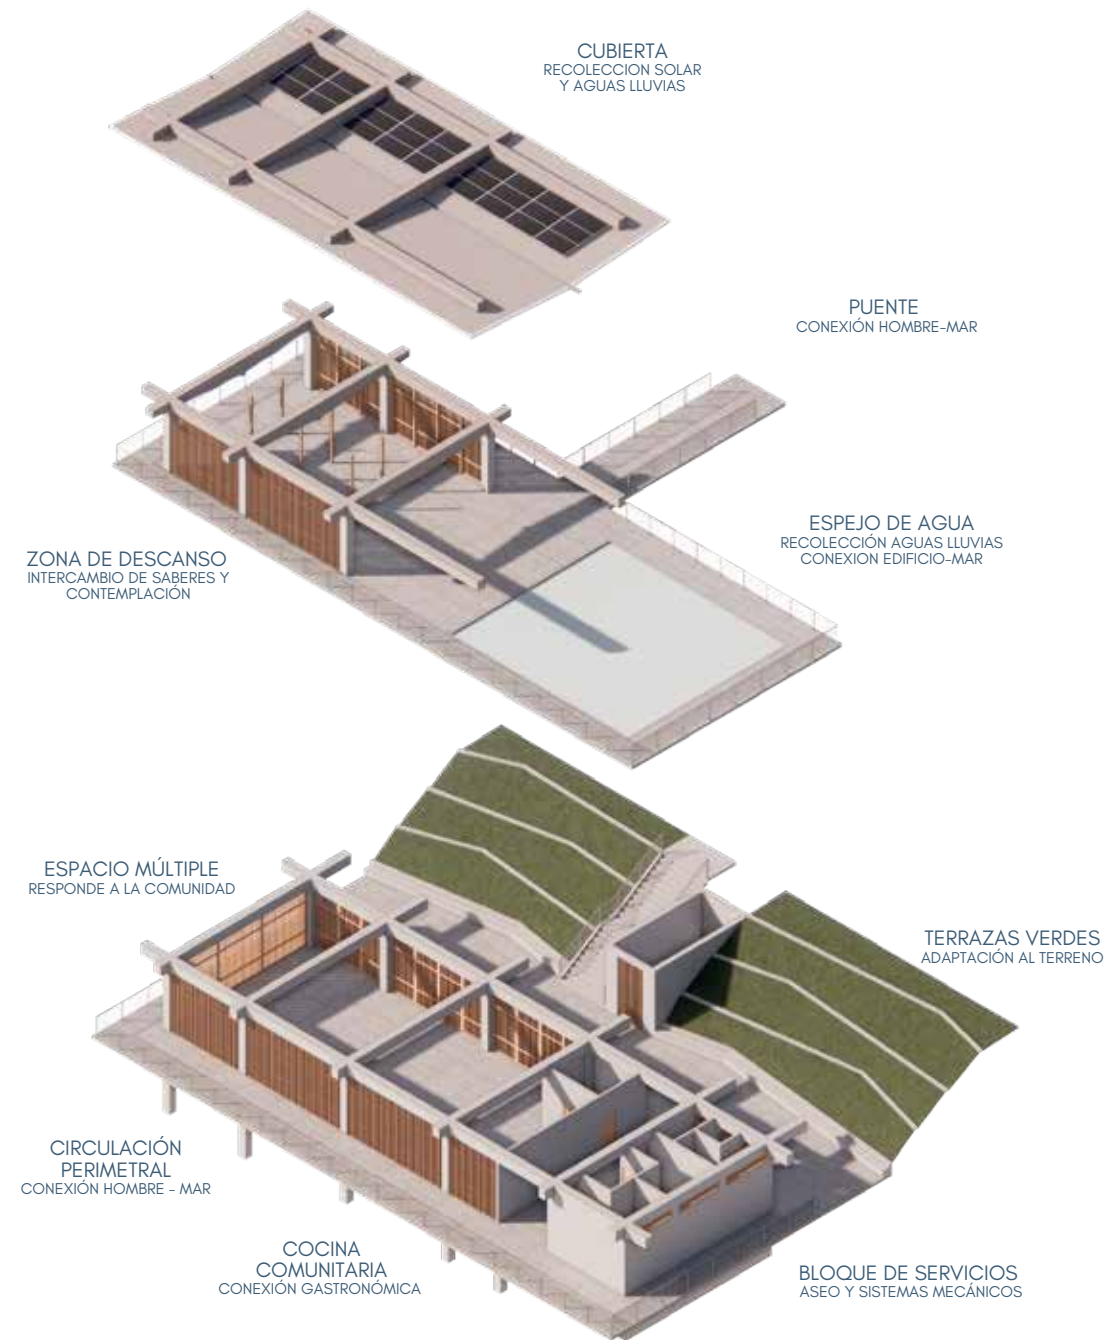 CUBIERTA
RECOLECCION SOLAR
Y AGUAS LLUVIAS
PUENTE
CONEXIÓN HOMBRE-MAR
ESPEJO DE AGUA
RECOLECCIÓN AGUAS LLUVIAS
CONEXION EDIFICIO-MAR
ZONA DE DESCANSO
INTERCAMBIO DE SABERES Y
CONTEMPLACIÓN
ESPACIO MÚLTIPLE
RESPONDE A LA COMUNIDAD
TERRAZAS VERDES
ADAPTACIÓN AL TERRENO
CIRCULACIÓN
PERIMETRAL
CONEXIÓN HOMBRE - MAR
COCINA
COMUNITARIA
CONEXIÓN GASTRONÓMICA
BLOQUE DE SERVICIOS
ASEO Y SISTEMAS MECÁNICOS